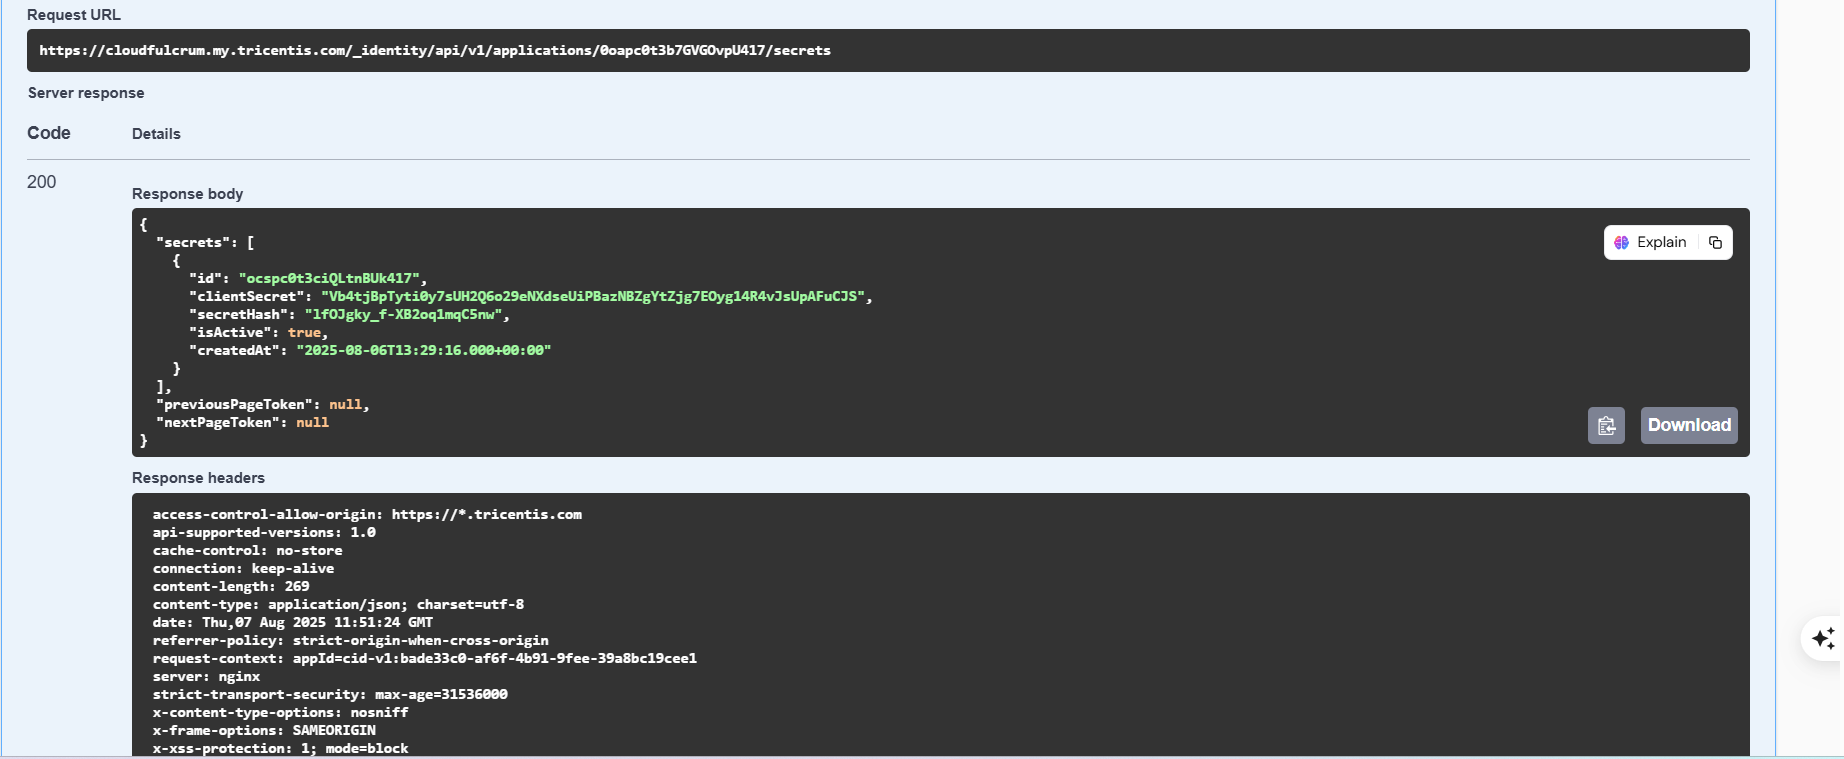 Request URL
https://cloudfulcrum.my.tricentis.com/_identity/api/v1/applications/0oapc0t3b7GVGOvpU417/secrets
Server response
Code Details
200
Response body
{
  "secrets": [
    {
      "id": "ocspc0t3ciQLtnBUk417",
      "clientSecret": "Vb4tjBpTyti0y7sUH2Q6o29eNXdseUiPBazNBZgYtZjg7EOyg14R4vJsUpAFuCJS",
      "secretHash": "lfOJgky_f-XB2oq1mqC5nw",
      "isActive": true,
      "createdAt": "2025-08-06T13:29:16.000+00:00"
    }
  ],
  "previousPageToken": null,
  "nextPageToken": null
}
Explain
Download
Response headers
access-control-allow-origin: https://*.tricentis.com
api-supported-versions: 1.0
cache-control: no-store
connection: keep-alive
content-length: 269
content-type: application/json; charset=utf-8
date: Thu,07 Aug 2025 11:51:24 GMT
referrer-policy: strict-origin-when-cross-origin
request-context: appId=cid-v1:bade33c0-af6f-4b91-9fee-39a8bc19cee1
server: nginx
strict-transport-security: max-age=31536000
x-content-type-options: nosniff
x-frame-options: SAMEORIGIN
x-xss-protection: 1; mode=block